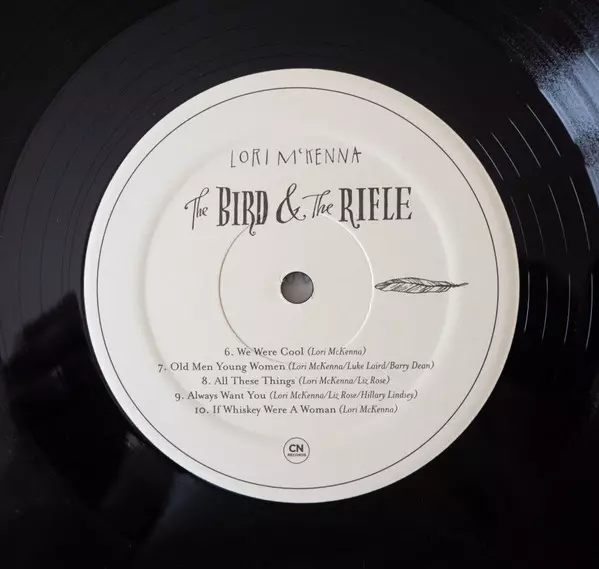 LORI McKENNA
The BIRD & The RIFLE
6. We Were Cool (Lori McKenna)
7. Old Men Young Women (Lori McKenna/Luke Laird/Barry Dean)
8. All These Things (Lori McKenna/Liz Rose)
9. Always Want You (Lori McKenna/Liz Rose/Hillary Lindsey)
10. If Whiskey Were A Woman (Lori McKenna)
CN
RECORDS